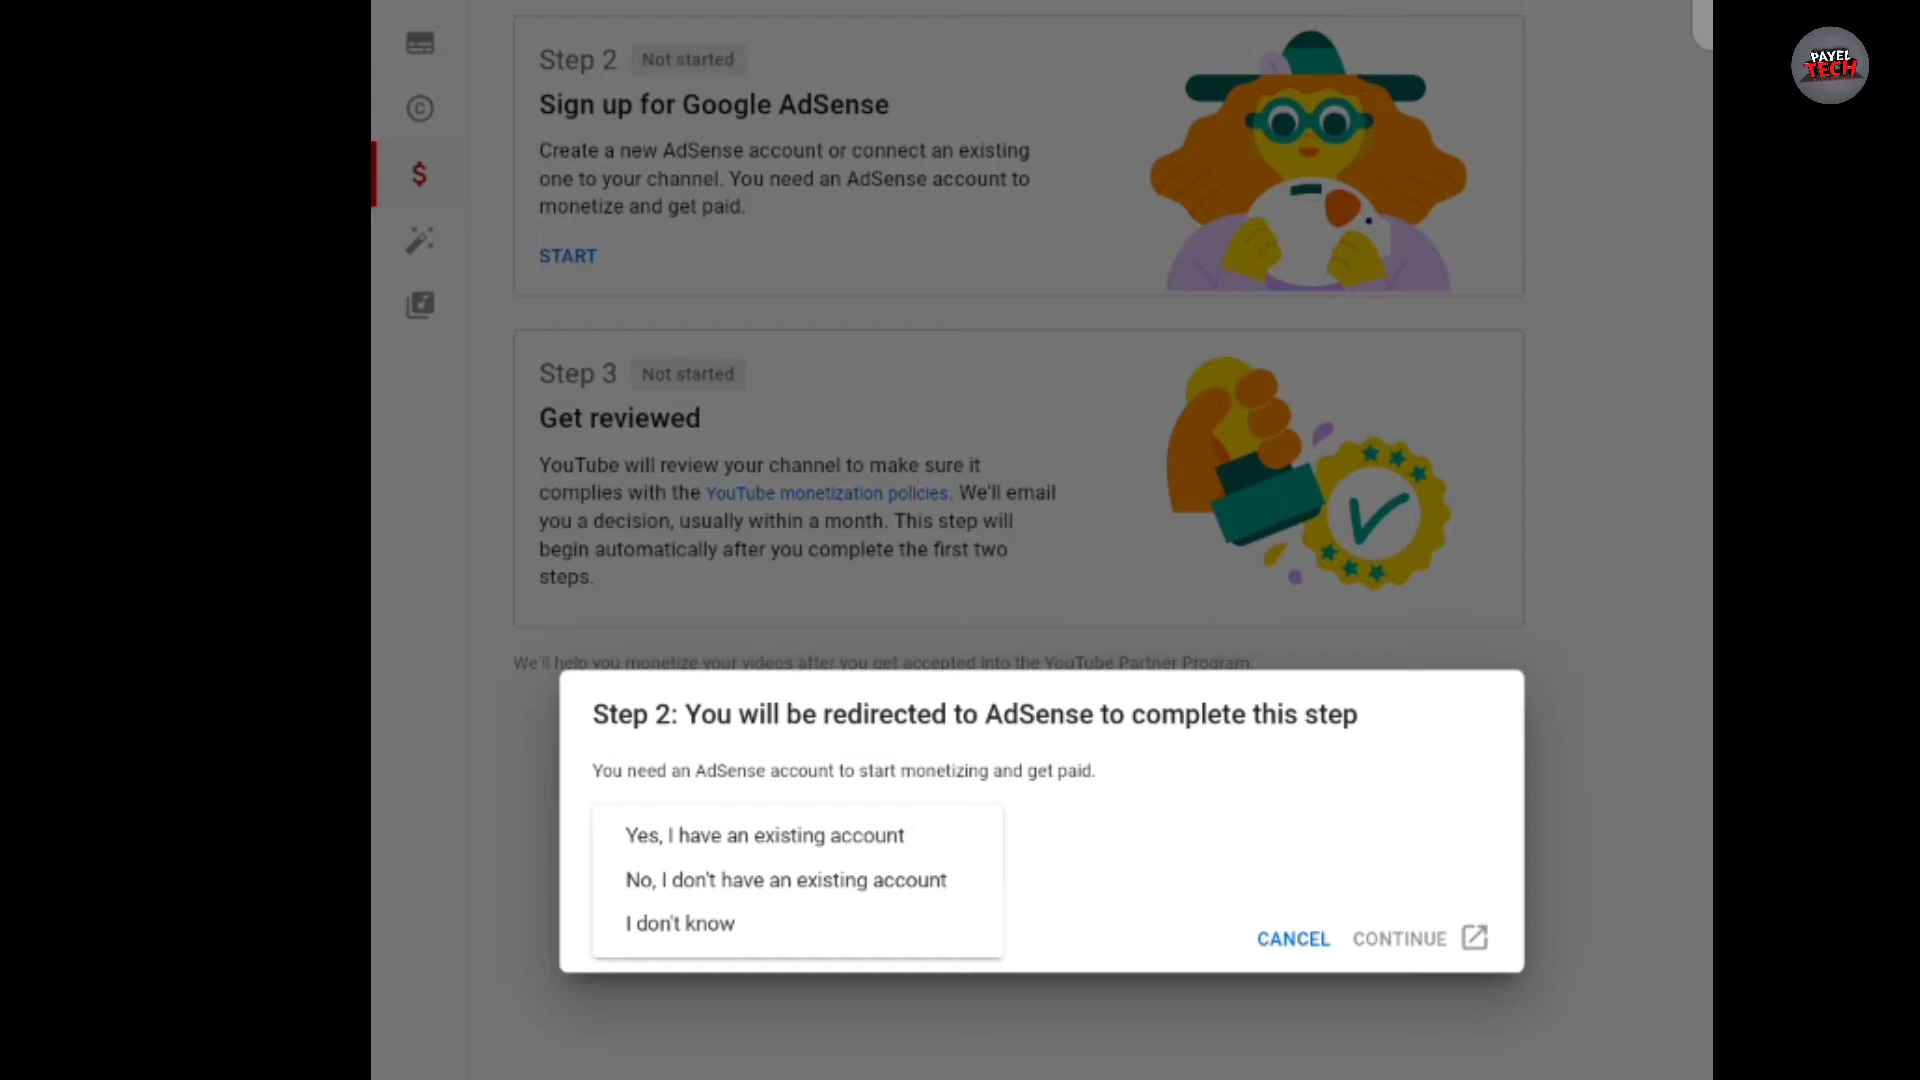 PAYEL
TECH
Step 2 Not started
Sign up for Google AdSense
Create a new AdSense account or connect an existing
one to your channel. You need an AdSense account to
monetize and get paid.
START
Step 3 Not started
Get reviewed
YouTube will review your channel to make sure it
complies with the YouTube monetization policies. We'll email
you a decision, usually within a month. This step will
begin automatically after you complete the first two
steps.
We'll help you monetize your videos after you get accepted into the YouTube Partner Program.
Step 2: You will be redirected to AdSense to complete this step
You need an AdSense account to start monetizing and get paid.
Yes, I have an existing account
No, I don't have an existing account
I don't know
CANCEL CONTINUE